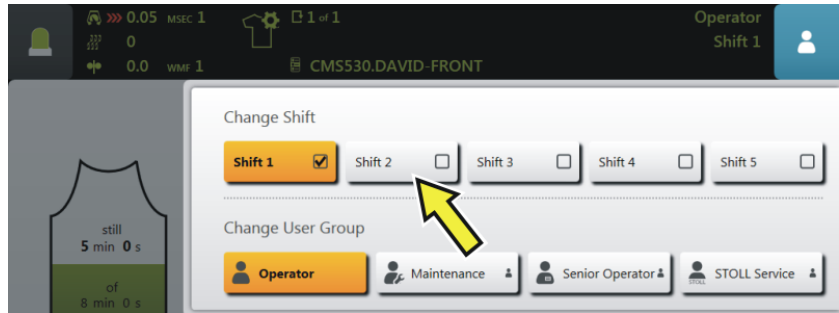 0.05 MSEC 1
1 of 1
Operator
0
Shift 1
0.0 WMF 1
CMS530.DAVID-FRONT
Change Shift
Shift 1 Shift 2 Shift 3 Shift 4 Shift 5
still
5 min 0 s
of
8 min 0 s
Change User Group
Operator Maintenance Senior Operator STOLL Service
STOLL